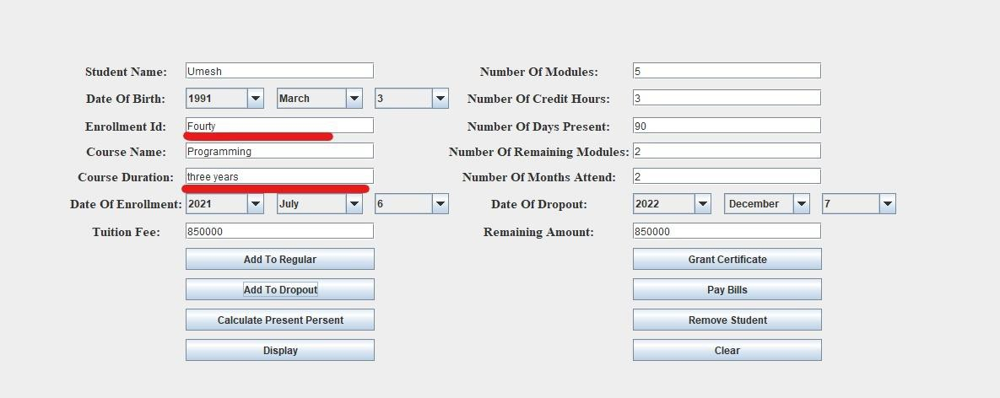 Student Name: Umesh Number Of Modules: 5
Date Of Birth: 1991 March 3 Number Of Credit Hours: 3
Enrollment Id: Fourty Number Of Days Present: 90
Course Name: Programming Number Of Remaining Modules: 2
Course Duration: three years Number Of Months Attend: 2
Date Of Enrollment: 2021 July 6 Date Of Dropout: 2022 December 7
Tuition Fee: 850000 Remaining Amount: 850000
Add To Regular Grant Certificate
Add To Dropout Pay Bills
Calculate Present Persent Remove Student
Display Clear